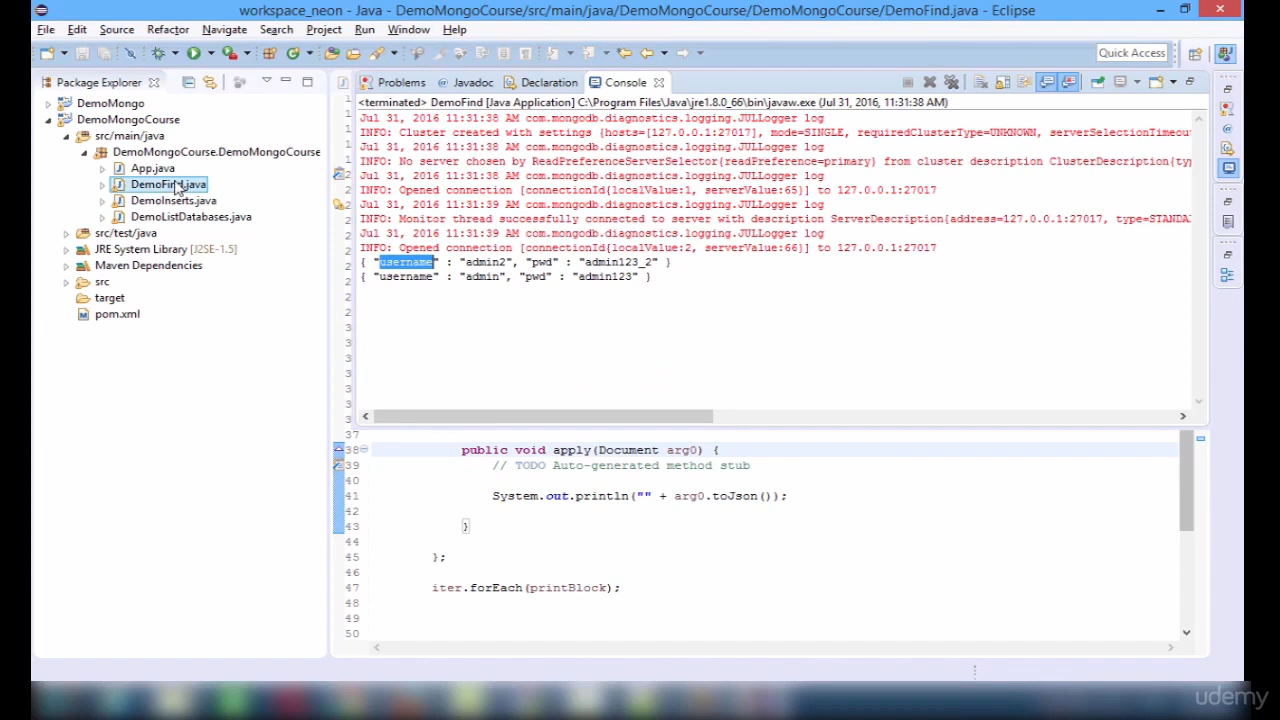 workspace_neon - Java - DemoMongoCourse/src/main/java/DemoMongoCourse/DemoMongoCourse/DemoFind.java - Eclipse
File Edit Source Refactor Navigate Search Project Run Window Help
Quick Access
Package Explorer
Problems Javadoc Declaration Console
DemoMongo
DemoMongoCourse
src/main/java
DemoMongoCourse.DemoMongoCourse
App.java
DemoFind.java
DemoInserts.java
DemoListDatabases.java
src/test/java
JRE System Library [J2SE-1.5]
Maven Dependencies
src
target
pom.xml
<terminated> DemoFind [Java Application] C:\Program Files\Java\jre1.8.0_66\bin\javaw.exe (Jul 31, 2016, 11:31:38 AM)
Jul 31, 2016 11:31:38 AM com.mongodb.diagnostics.logging.JULLogger log
INFO: Cluster created with settings {hosts=[127.0.0.1:27017], mode=SINGLE, requiredClusterType=UNKNOWN, serverSelectionTimeou
Jul 31, 2016 11:31:38 AM com.mongodb.diagnostics.logging.JULLogger log
INFO: No server chosen by ReadPreferenceServerSelector{readPreference=primary} from cluster description ClusterDescription{ty
Jul 31, 2016 11:31:38 AM com.mongodb.diagnostics.logging.JULLogger log
INFO: Opened connection [connectionId{localValue:1, serverValue:65}] to 127.0.0.1:27017
Jul 31, 2016 11:31:39 AM com.mongodb.diagnostics.logging.JULLogger log
INFO: Monitor thread successfully connected to server with description ServerDescription{address=127.0.0.1:27017, type=STANDA
Jul 31, 2016 11:31:39 AM com.mongodb.diagnostics.logging.JULLogger log
INFO: Opened connection [connectionId{localValue:2, serverValue:66}] to 127.0.0.1:27017
{ "username" : "admin2", "pwd" : "admin123_2" }
{ "username" : "admin", "pwd" : "admin123" }
37
38 public void apply(Document arg0) {
39 // TODO Auto-generated method stub
40
41 System.out.println("" + arg0.toJson());
42
43 }
44
45 };
46
47 iter.forEach(printBlock);
48
49
50
udemy